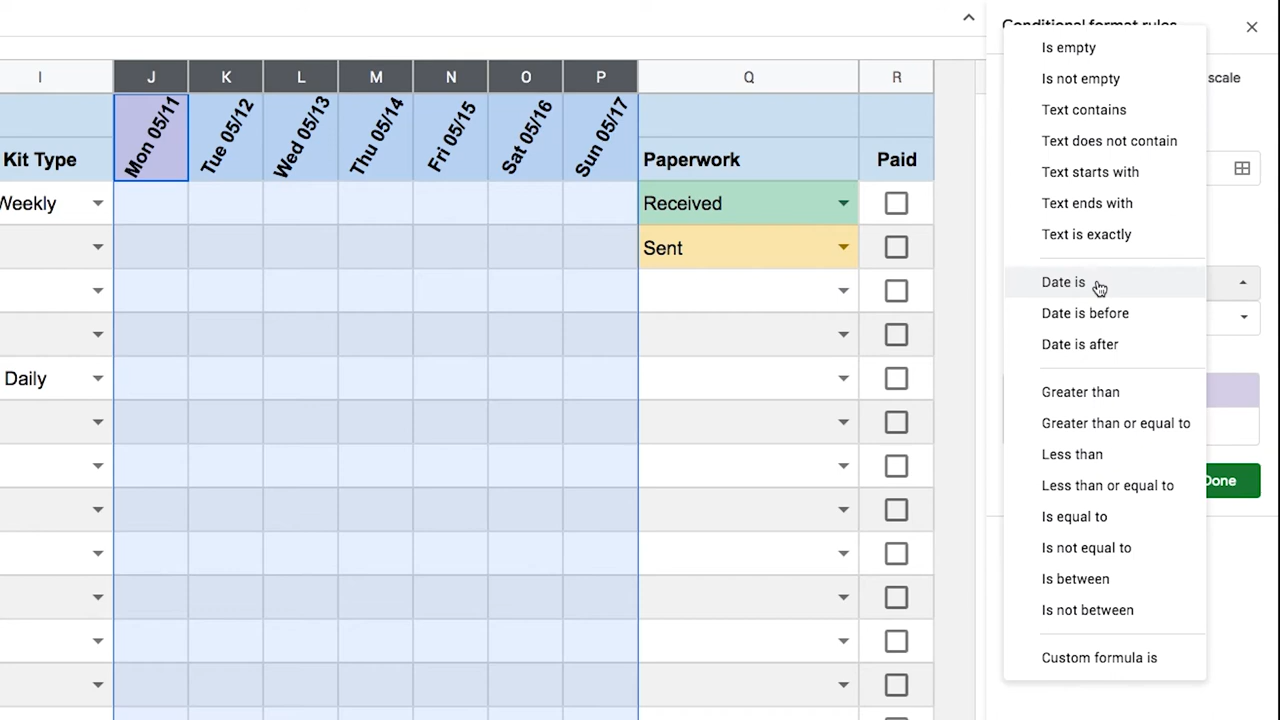 Conditional format rules
scale
I
J
K
L
M
N
O
P
Q
R
Mon 05/11
Tue 05/12
Wed 05/13
Thu 05/14
Fri 05/15
Sat 05/16
Sun 05/17
Kit Type
Paperwork
Paid
Weekly
Received
Sent
Daily
Is empty
Is not empty
Text contains
Text does not contain
Text starts with
Text ends with
Text is exactly
Date is
Date is before
Date is after
Greater than
Greater than or equal to
Less than
Less than or equal to
Is equal to
Is not equal to
Is between
Is not between
Custom formula is
Done